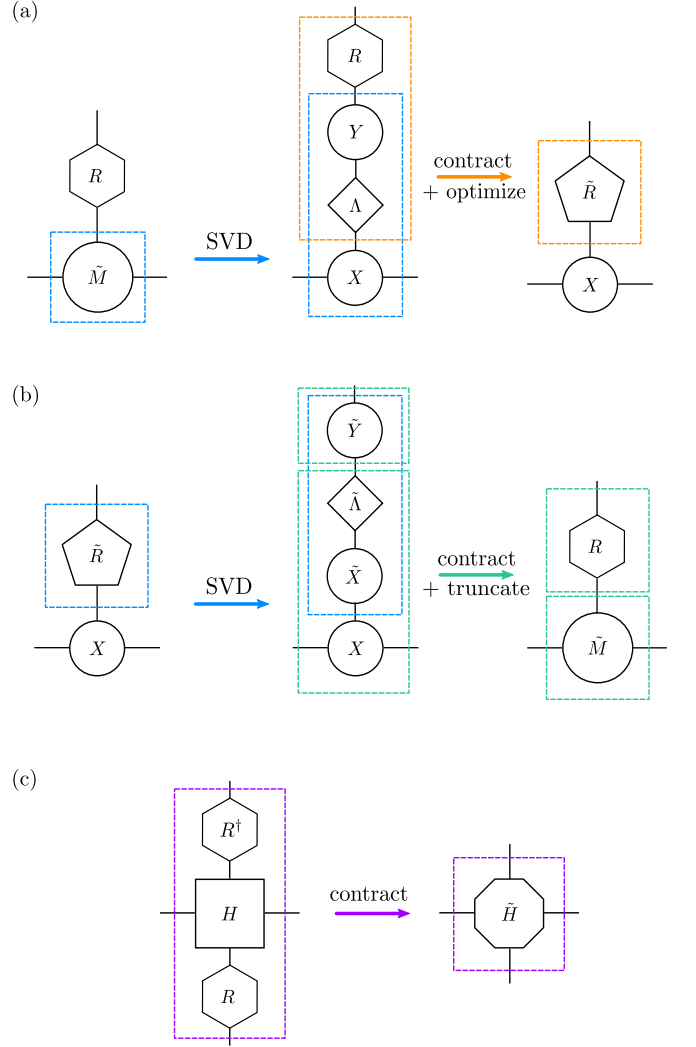 (a)
R
M̃
SVD
R
Y
Λ
X
contract
+ optimize
R̃
X
(b)
R̃
X
SVD
Ỹ
Λ̃
X̃
X
contract
+ truncate
R
M̃
(c)
R†
H
R
contract
H̃